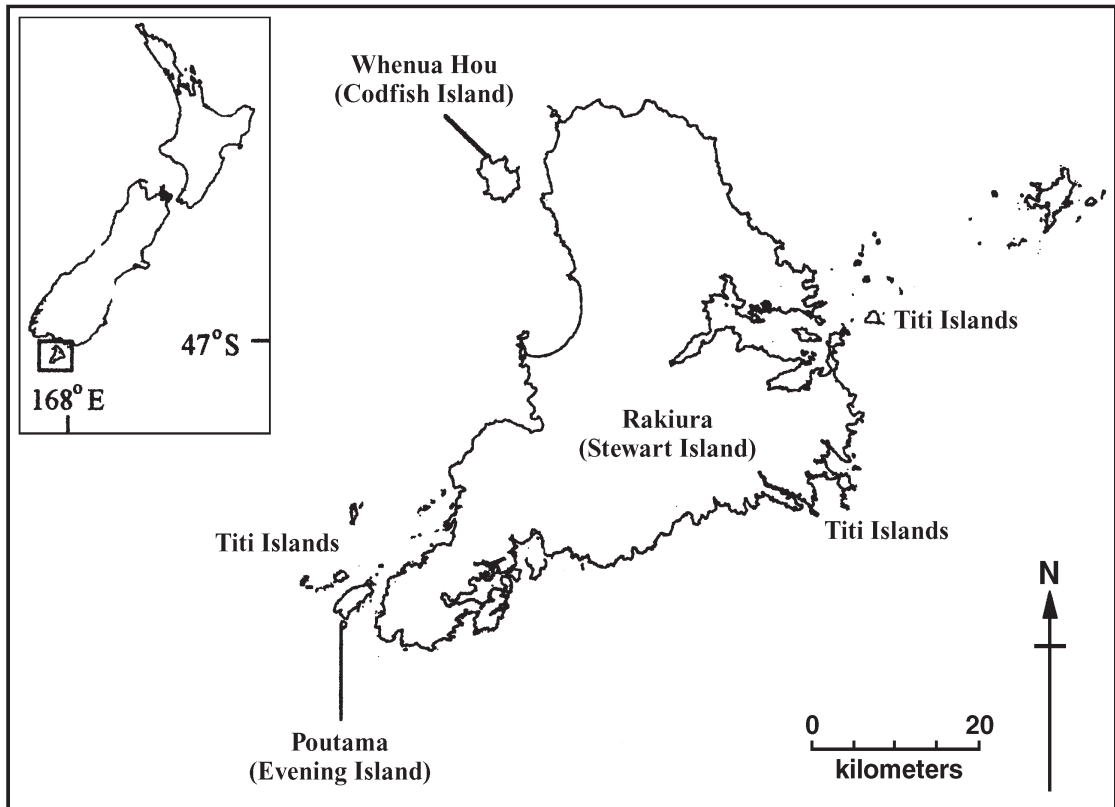 Whenua Hou
(Codfish Island)
47°S
168°E
Titi Islands
Rakiura
(Stewart Island)
Titi Islands
Titi Islands
N
0 20
kilometers
Poutama
(Evening Island)